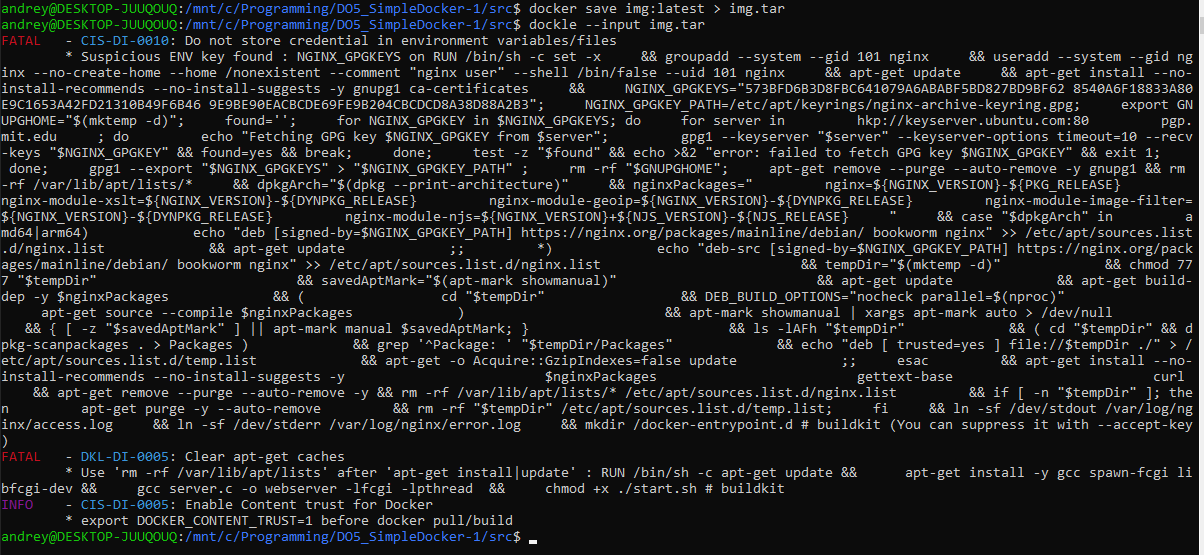 andrey@DESKTOP-JUUQOUQ:/mnt/c/Programming/DO5_SimpleDocker-1/src$ docker save img:latest > img.tar
andrey@DESKTOP-JUUQOUQ:/mnt/c/Programming/DO5_SimpleDocker-1/src$ dockle --input img.tar
FATAL   - CIS-DI-0010: Do not store credential in environment variables/files
        * Suspicious ENV key found : NGINX_GPGKEYS on RUN /bin/sh -c set -x     && groupadd --system --gid 101 nginx     && useradd --system --gid ng
inx --no-create-home --home /nonexistent --comment "nginx user" --shell /bin/false --uid 101 nginx     && apt-get update     && apt-get install --no-
install-recommends --no-install-suggests -y gnupg1 ca-certificates     &&     NGINX_GPGKEYS="573BFD6B3D8FBC641079A6ABABF5BD827BD9BF62 8540A6F18833A80
E9C1653A42FD21310B49F6B46 9E9BE90EACBCDE69FE9B204CBCDCD8A38D88A2B3";     NGINX_GPGKEY_PATH=/etc/apt/keyrings/nginx-archive-keyring.gpg;     export GN
UPGHOME="$(mktemp -d)";     found='';     for NGINX_GPGKEY in $NGINX_GPGKEYS; do     for server in         hkp://keyserver.ubuntu.com:80         pgp.
mit.edu     ; do         echo "Fetching GPG key $NGINX_GPGKEY from $server";         gpg1 --keyserver "$server" --keyserver-options timeout=10 --recv
-keys "$NGINX_GPGKEY" && found=yes && break;     done;     test -z "$found" && echo >&2 "error: failed to fetch GPG key $NGINX_GPGKEY" && exit 1;
 done;     gpg1 --export "$NGINX_GPGKEYS" > "$NGINX_GPGKEY_PATH" ;     rm -rf "$GNUPGHOME";     apt-get remove --purge --auto-remove -y gnupg1 && rm
-rf /var/lib/apt/lists/*     && dpkgArch="$(dpkg --print-architecture)"     && nginxPackages="         nginx=${NGINX_VERSION}-${PKG_RELEASE}
nginx-module-xslt=${NGINX_VERSION}-${DYNPKG_RELEASE}         nginx-module-geoip=${NGINX_VERSION}-${DYNPKG_RELEASE}         nginx-module-image-filter=
${NGINX_VERSION}-${DYNPKG_RELEASE}         nginx-module-njs=${NGINX_VERSION}+${NJS_VERSION}-${NJS_RELEASE}     "     && case "$dpkgArch" in         a
md64|arm64)             echo "deb [signed-by=$NGINX_GPGKEY_PATH] https://nginx.org/packages/mainline/debian/ bookworm nginx" >> /etc/apt/sources.list
.d/nginx.list             && apt-get update             ;;         *)             echo "deb-src [signed-by=$NGINX_GPGKEY_PATH] https://nginx.org/pack
ages/mainline/debian/ bookworm nginx" >> /etc/apt/sources.list.d/nginx.list                         && tempDir="$(mktemp -d)"             && chmod 77
7 "$tempDir"                         && savedAptMark="$(apt-mark showmanual)"                         && apt-get update             && apt-get build-
dep -y $nginxPackages             && (                 cd "$tempDir"                 && DEB_BUILD_OPTIONS="nocheck parallel=$(nproc)"
     apt-get source --compile $nginxPackages             )                         && apt-mark showmanual | xargs apt-mark auto > /dev/null
   && { [ -z "$savedAptMark" ] || apt-mark manual $savedAptMark; }                         && ls -lAFh "$tempDir"             && ( cd "$tempDir" && d
pkg-scanpackages . > Packages )             && grep '^Package: ' "$tempDir/Packages"             && echo "deb [ trusted=yes ] file://$tempDir ./" > /
etc/apt/sources.list.d/temp.list             && apt-get -o Acquire::GzipIndexes=false update             ;;     esac         && apt-get install --no-
install-recommends --no-install-suggests -y                         $nginxPackages                         gettext-base                         curl
    && apt-get remove --purge --auto-remove -y && rm -rf /var/lib/apt/lists/* /etc/apt/sources.list.d/nginx.list         && if [ -n "$tempDir" ]; the
n         apt-get purge -y --auto-remove         && rm -rf "$tempDir" /etc/apt/sources.list.d/temp.list;     fi     && ln -sf /dev/stdout /var/log/ng
inx/access.log     && ln -sf /dev/stderr /var/log/nginx/error.log     && mkdir /docker-entrypoint.d # buildkit (You can suppress it with --accept-key
)
FATAL   - DKL-DI-0005: Clear apt-get caches
        * Use 'rm -rf /var/lib/apt/lists' after 'apt-get install|update' : RUN /bin/sh -c apt-get update &&      apt-get install -y gcc spawn-fcgi li
bfcgi-dev &&     gcc server.c -o webserver -lfcgi -lpthread  &&     chmod +x ./start.sh # buildkit
INFO    - CIS-DI-0005: Enable Content trust for Docker
        * export DOCKER_CONTENT_TRUST=1 before docker pull/build
andrey@DESKTOP-JUUQOUQ:/mnt/c/Programming/DO5_SimpleDocker-1/src$